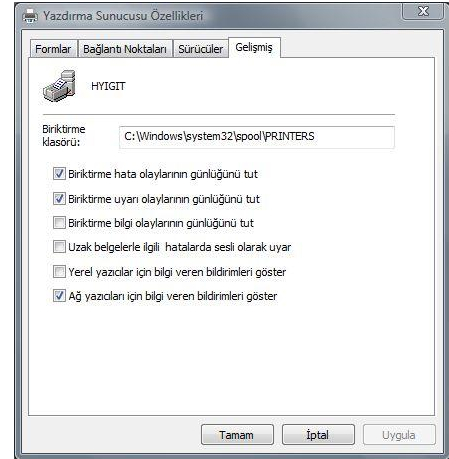 Yazdırma Sunucusu Özellikleri
Formlar Bağlantı Noktaları Sürücüler Gelişmiş
HYIGIT
Biriktirme
klasörü:
C:\Windows\system32\spool\PRINTERS
Biriktirme hata olaylarının günlüğünü tut
Biriktirme uyarı olaylarının günlüğünü tut
Biriktirme bilgi olaylarının günlüğünü tut
Uzak belgelerle ilgili hatalarda sesli olarak uyar
Yerel yazıcılar için bilgi veren bildirimleri göster
Ağ yazıcıları için bilgi veren bildirimleri göster
Tamam İptal Uygula